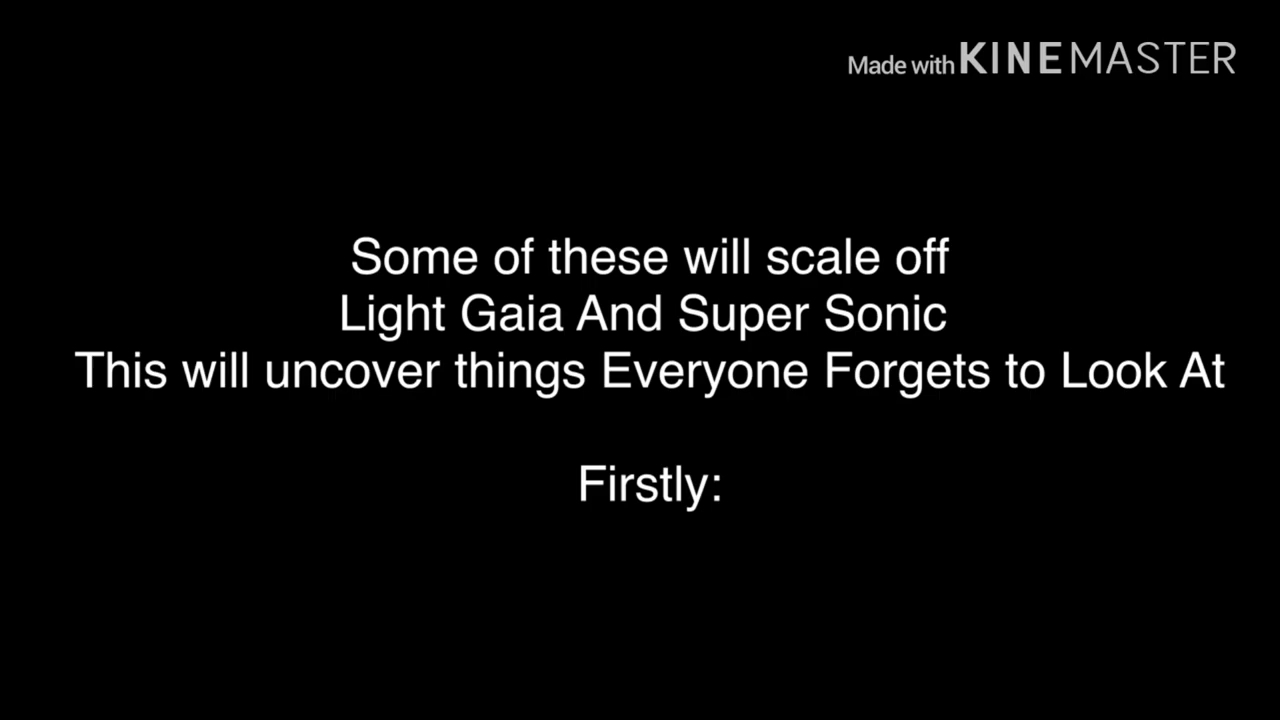 Made with KINEMASTER
Some of these will scale off
Light Gaia And Super Sonic
This will uncover things Everyone Forgets to Look At
Firstly: